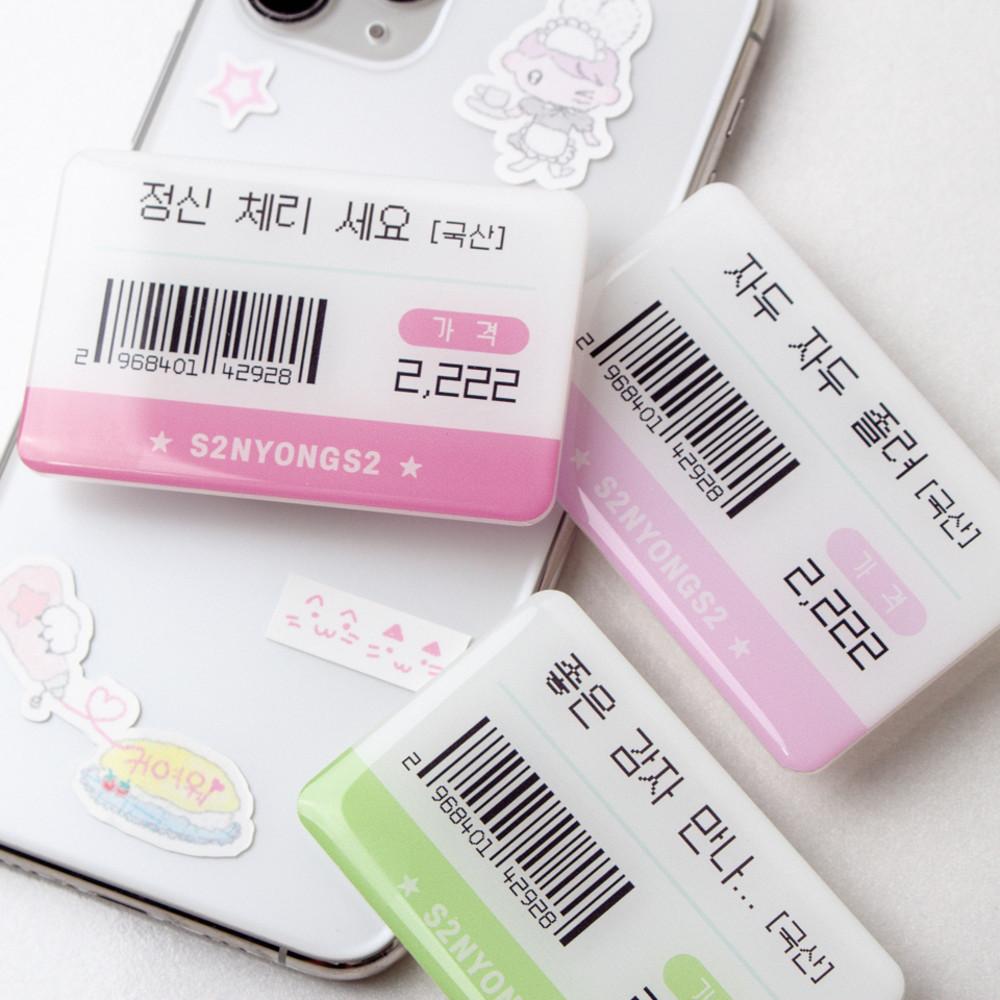 정신 체리 세요 [국산]
2 968401 42928
가 격
2,222
★ S2NYONGS2 ★
자두 자두 졸려 [국산]
2 968401 42928
가 격
2,222
★ S2NYONGS2 ★
좋은 감자 만나... [국산]
2 968401 42928
★ S2NYON
커여워